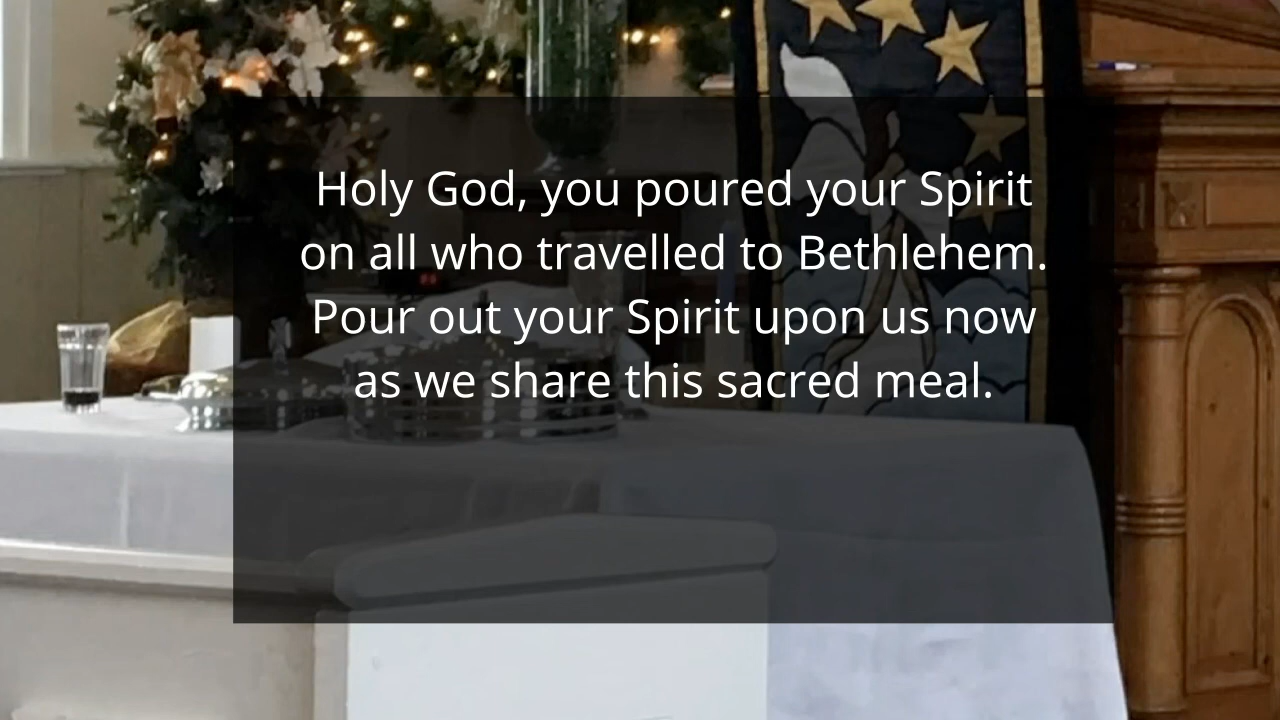 Holy God, you poured your Spirit
on all who travelled to Bethlehem.
Pour out your Spirit upon us now
as we share this sacred meal.